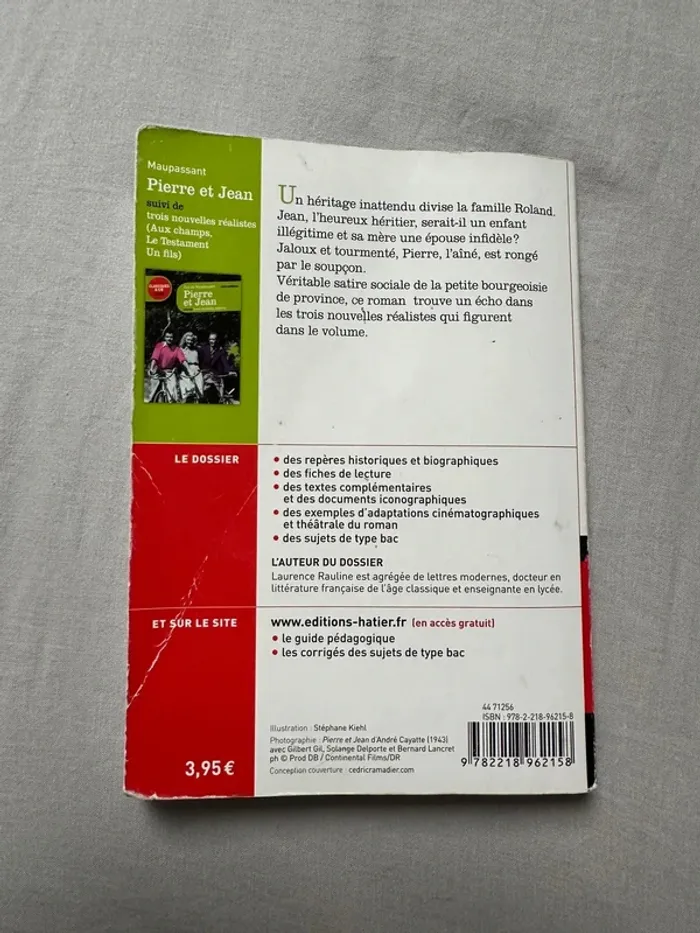 Maupassant
Pierre et Jean
suivi de
trois nouvelles réalistes
(Aux champs,
Le Testament
Un fils)
Pierre
et Jean
Un héritage inattendu divise la famille Roland.
Jean, l'heureux héritier, serait-il un enfant
illégitime et sa mère une épouse infidèle ?
Jaloux et tourmenté, Pierre, l'aîné, est rongé
par le soupçon.
Véritable satire sociale de la petite bourgeoisie
de province, ce roman trouve un écho dans
les trois nouvelles réalistes qui figurent
dans le volume.
LE DOSSIER
• des repères historiques et biographiques
• des fiches de lecture
• des textes complémentaires
et des documents iconographiques
• des exemples d'adaptations cinématographiques
et théâtrale du roman
• des sujets de type bac
L'AUTEUR DU DOSSIER
Laurence Rauline est agrégée de lettres modernes, docteur en
littérature française de l'âge classique et enseignante en lycée.
ET SUR LE SITE
www.editions-hatier.fr (en accès gratuit)
• le guide pédagogique
• les corrigés des sujets de type bac
44 71256
ISBN : 978-2-218-96215-8
Illustration : Stéphane Kiehl
Photographie : Pierre et Jean d'André Cayatte (1943)
avec Gilbert Gil, Solange Delporte et Bernard Lancret
ph © Prod DB / Continental Films/DR
Conception couverture : cedricramadier.com
3,95 €
9 782218 962158